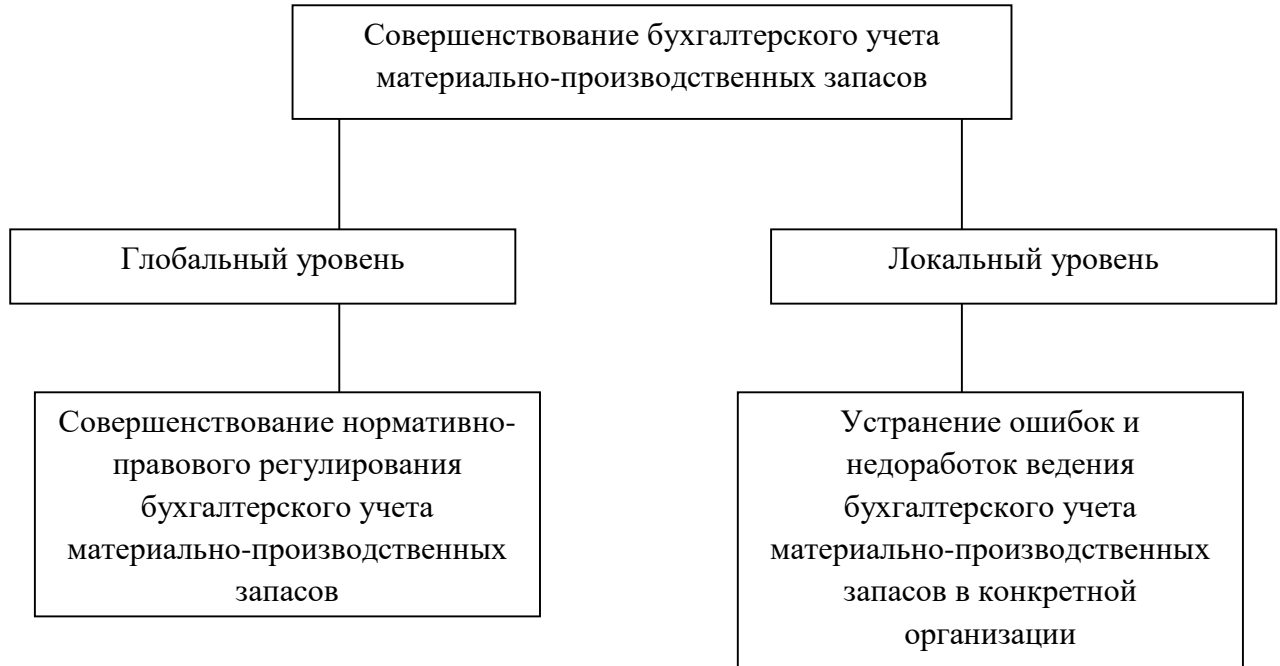 Совершенствование бухгалтерского учета
материально-производственных запасов
Глобальный уровень
Локальный уровень
Совершенствование нормативно-
правового регулирования
бухгалтерского учета
материально-производственных
запасов
Устранение ошибок и
недоработок ведения
бухгалтерского учета
материально-производственных
запасов в конкретной
организации